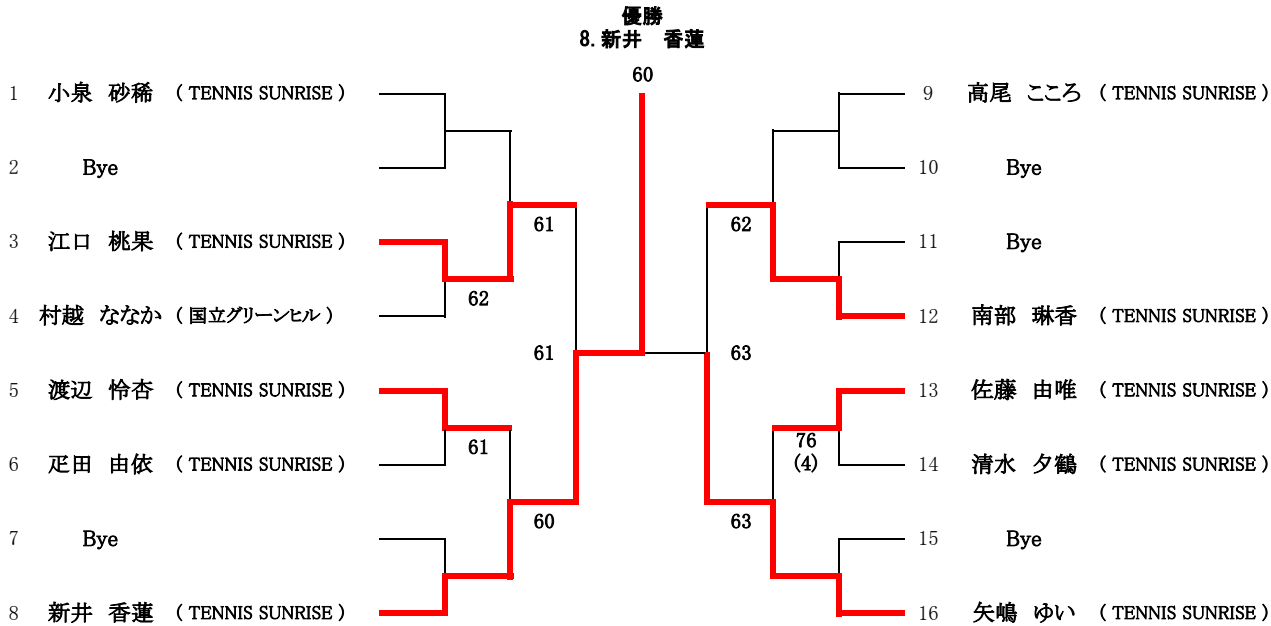 優勝
8. 新井　香蓮
60
1 小泉 砂稀 ( TENNIS SUNRISE )
2 Bye
3 江口 桃果 ( TENNIS SUNRISE )
4 村越 ななか ( 国立グリーンヒル )
5 渡辺 怜杏 ( TENNIS SUNRISE )
6 疋田 由依 ( TENNIS SUNRISE )
7 Bye
8 新井 香蓮 ( TENNIS SUNRISE )
62
61
61
60
61
9 高尾 こころ ( TENNIS SUNRISE )
10 Bye
11 Bye
12 南部 琳香 ( TENNIS SUNRISE )
13 佐藤 由唯 ( TENNIS SUNRISE )
14 清水 夕鶴 ( TENNIS SUNRISE )
15 Bye
16 矢嶋 ゆい ( TENNIS SUNRISE )
76
(4)
62
63
63